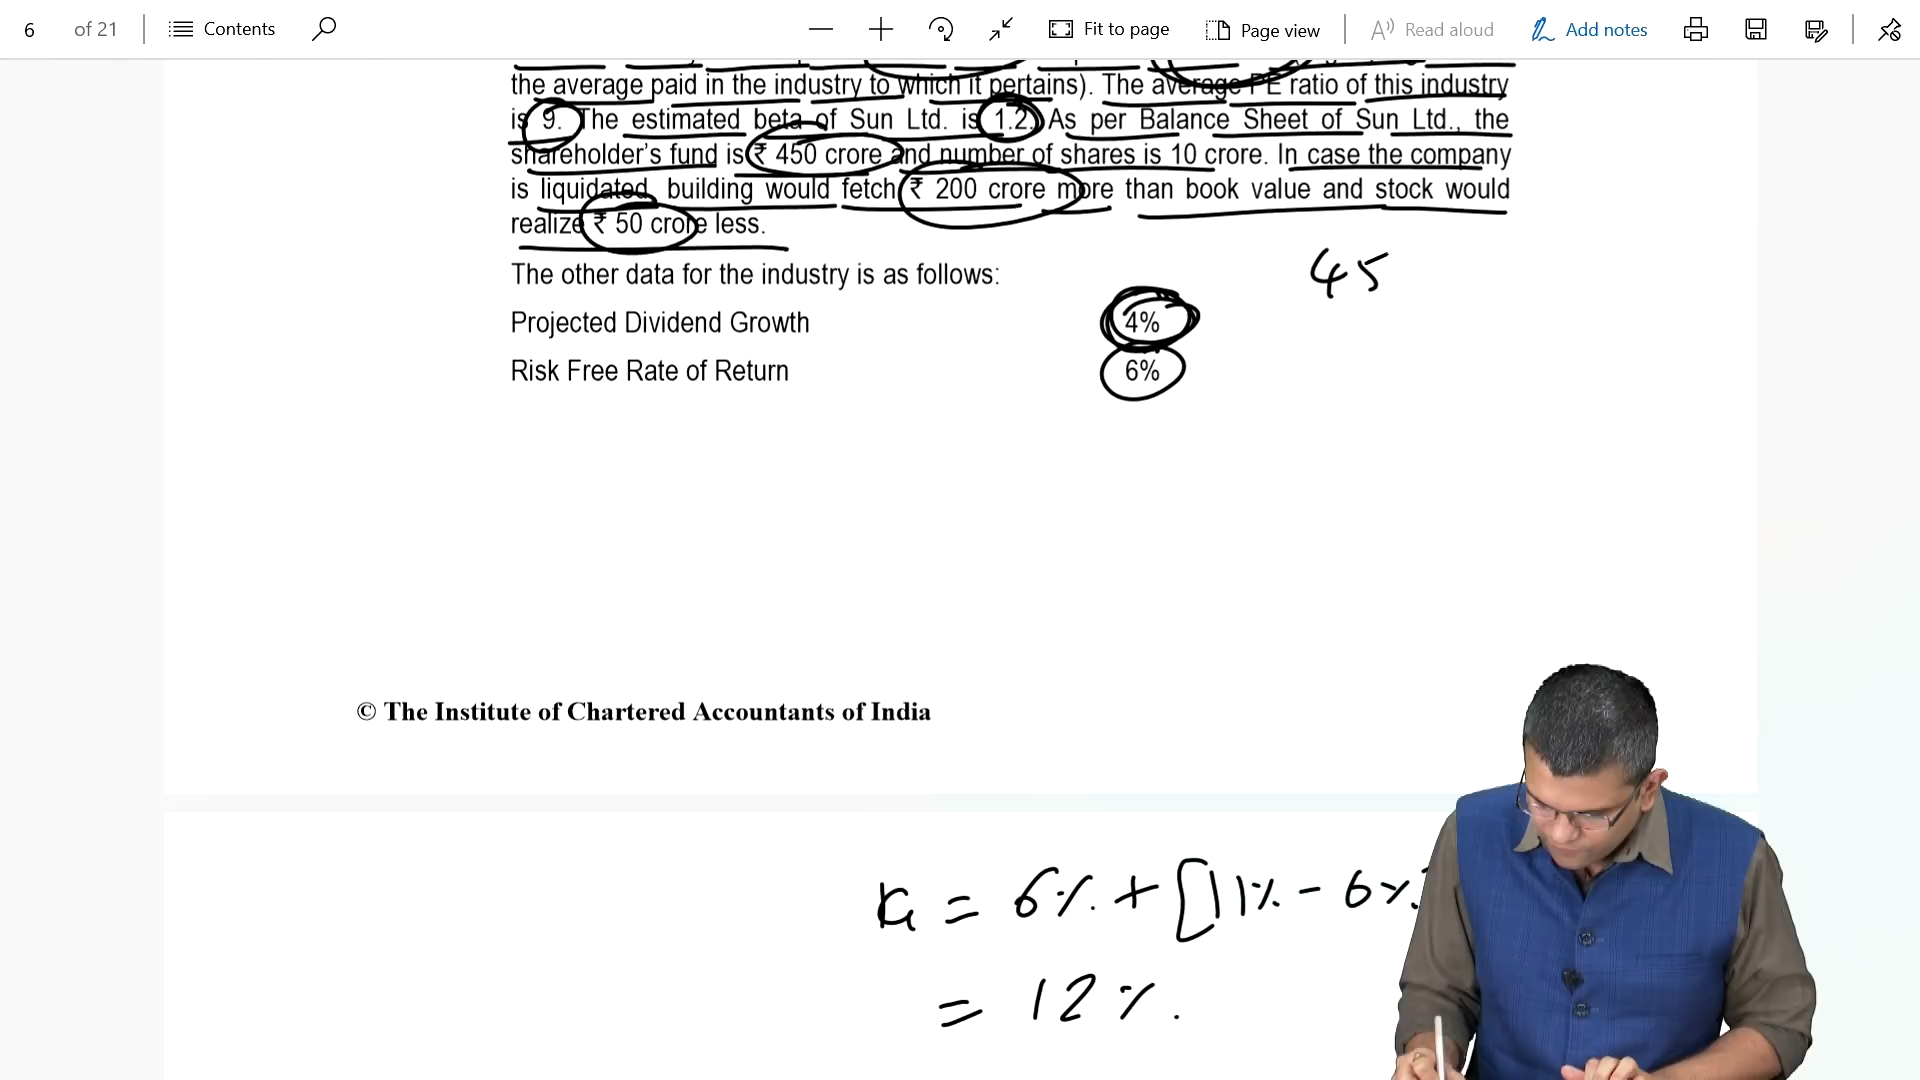 6 of 21 Contents Fit to page Page view Read aloud Add notes
the average paid in the industry to which it pertains). The average PE ratio of this industry
is 9. The estimated beta of Sun Ltd. is 1.2. As per Balance Sheet of Sun Ltd., the
shareholder's fund is ₹ 450 crore and number of shares is 10 crore. In case the company
is liquidated, building would fetch ₹ 200 crore more than book value and stock would
realize ₹ 50 crore less.
45
The other data for the industry is as follows:
Projected Dividend Growth 4%
Risk Free Rate of Return 6%
© The Institute of Chartered Accountants of India
= 6% + [11% - 6%
= 12%.